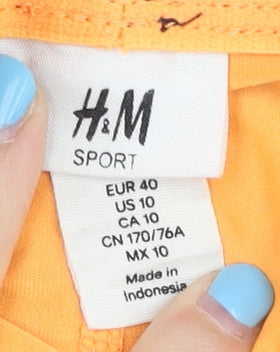 H&M
SPORT
EUR 40
US 10
CA 10
CN 170/76A
MX 10
Made in
Indonesia